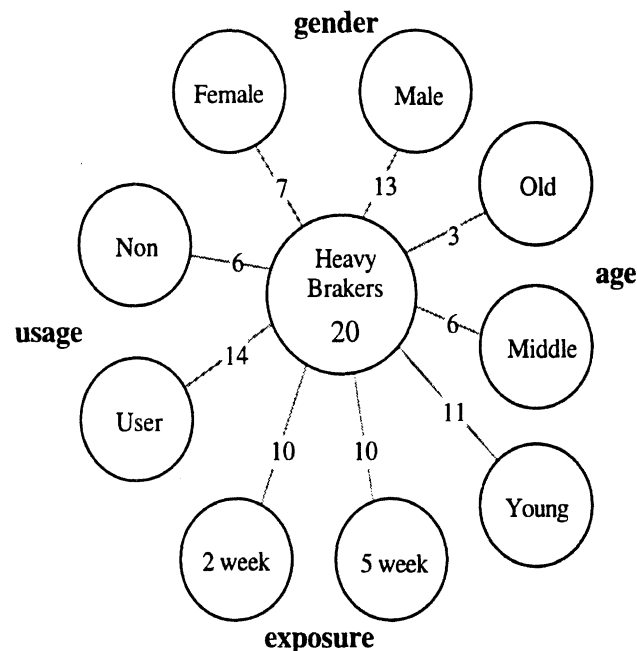 gender
Female
Male
Old
7
13
3
Non
6
Heavy
Brakers
20
age
6
Middle
usage
14
User
11
10
10
Young
2 week
5 week
exposure